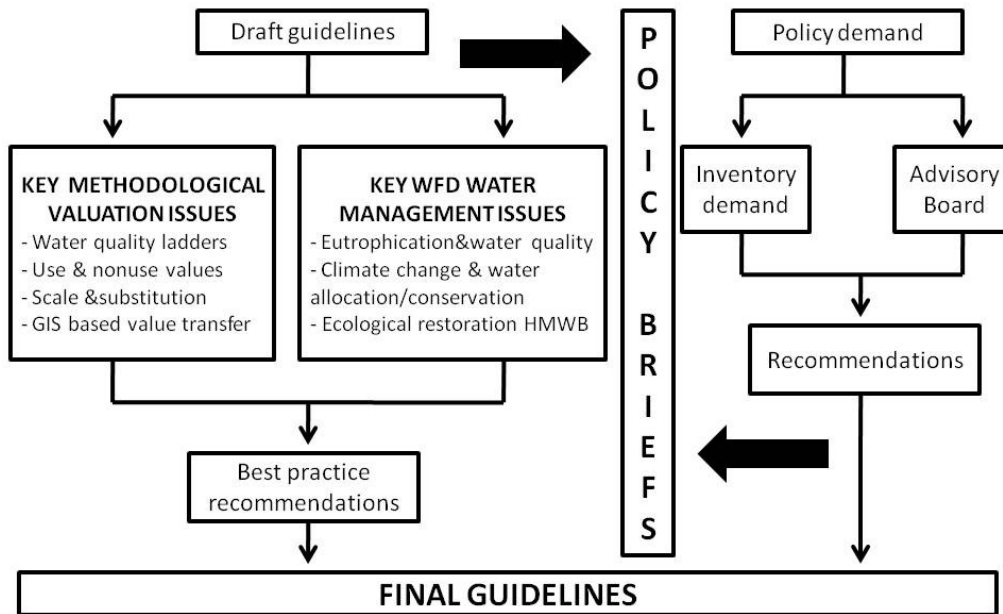 Draft guidelines
KEY METHODOLOGICAL
VALUATION ISSUES
- Water quality ladders
- Use & nonuse values
- Scale &substitution
- GIS based value transfer
KEY WFD WATER
MANAGEMENT ISSUES
- Eutrophication&water quality
- Climate change & water
allocation/conservation
- Ecological restoration HMWB
Best practice
recommendations
POLICY BRIEFS
Policy demand
Inventory
demand
Advisory
Board
Recommendations
FINAL GUIDELINES